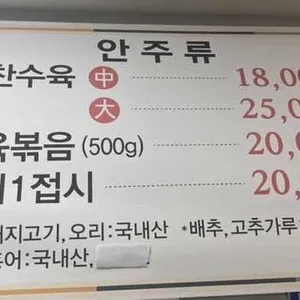 안주류
찬수육 中 18,00
大 25,00
육볶음 (500g) 20,0
1접시 20,
지고기, 오리:국내산 *배추, 고추가루
어:국내산,